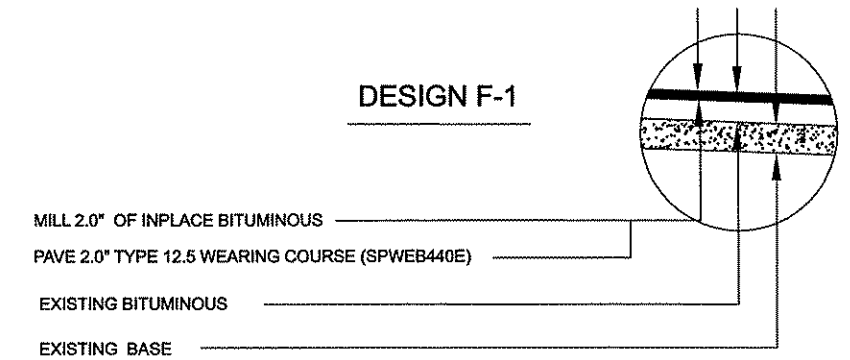 DESIGN F-1
MILL 2.0" OF INPLACE BITUMINOUS
PAVE 2.0" TYPE 12.5 WEARING COURSE (SPWEB440E)
EXISTING BITUMINOUS
EXISTING BASE